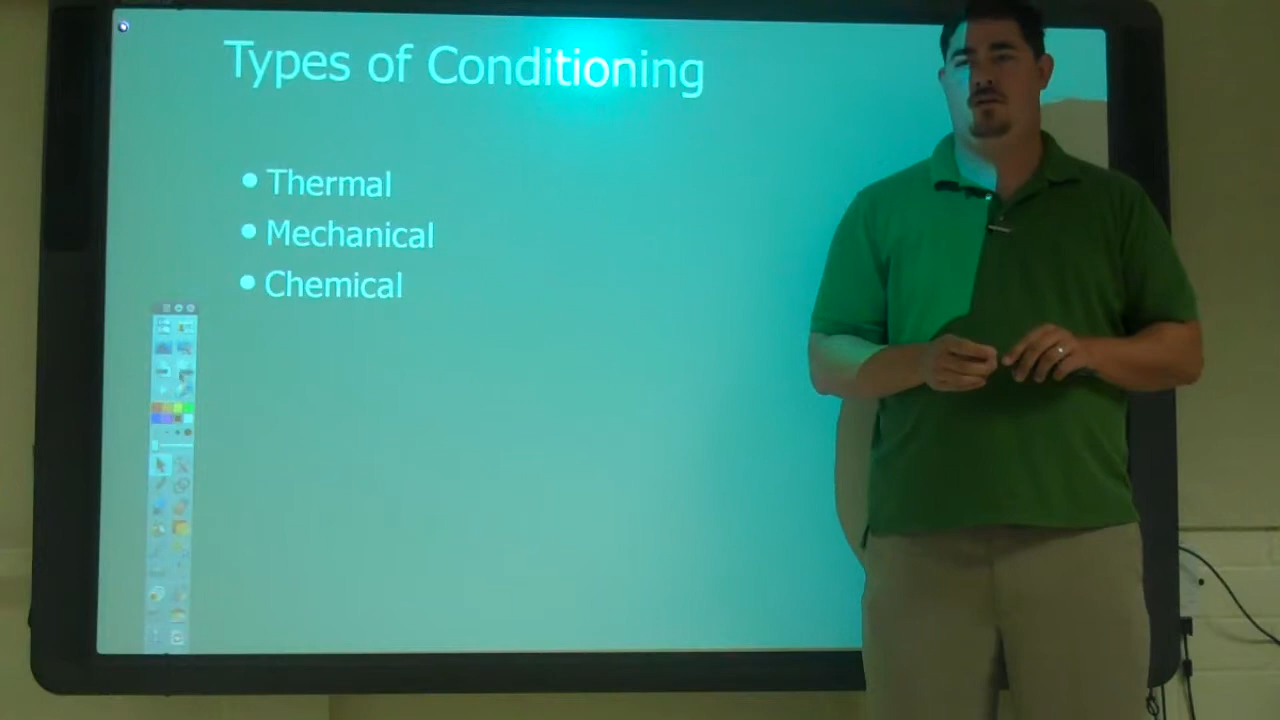 Types of Conditioning
• Thermal
• Mechanical
• Chemical